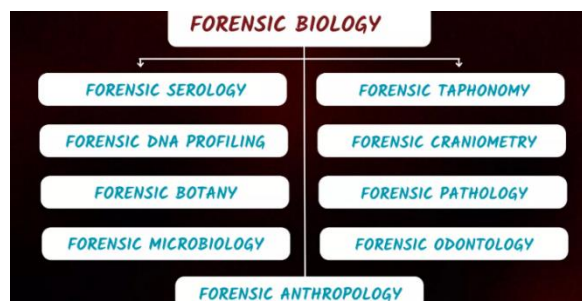 FORENSIC BIOLOGY
FORENSIC SEROLOGY
FORENSIC TAPHONOMY
FORENSIC DNA PROFILING
FORENSIC CRANIOMETRY
FORENSIC BOTANY
FORENSIC PATHOLOGY
FORENSIC MICROBIOLOGY
FORENSIC ODONTOLOGY
FORENSIC ANTHROPOLOGY